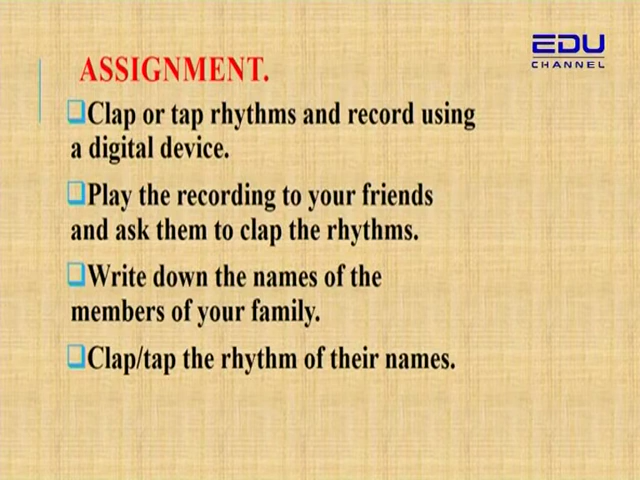 EDU
CHANNEL
ASSIGNMENT.
Clap or tap rhythms and record using
a digital device.
Play the recording to your friends
and ask them to clap the rhythms.
Write down the names of the
members of your family.
Clap/tap the rhythm of their names.